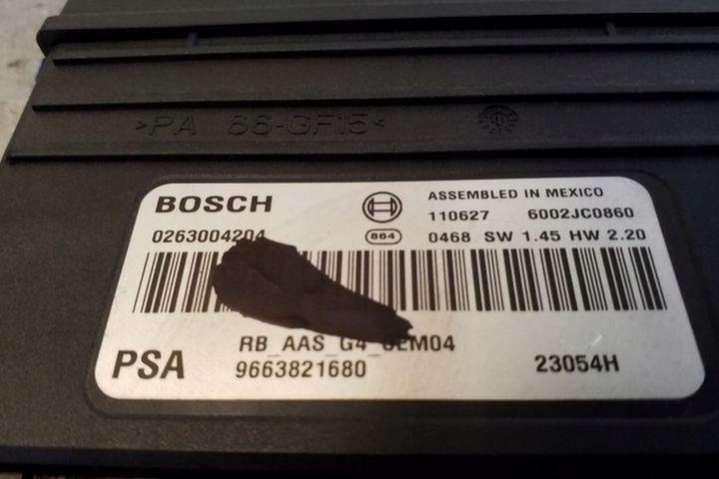 >PA 66-GF15<
BOSCH
ASSEMBLED IN MEXICO
110627 6002JC0860
0263004204
864 0468 SW 1.45 HW 2.20
PSA
RB_AAS_G4_OEM04
9663821680
23054H